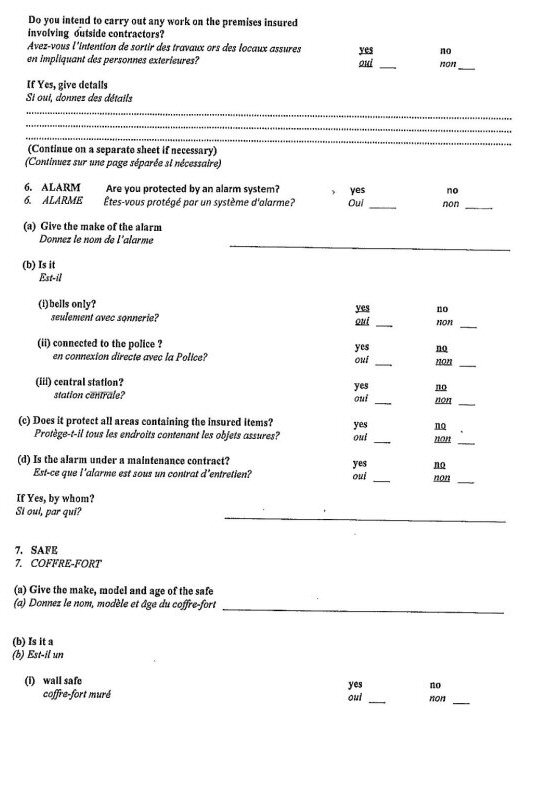 Do you intend to carry out any work on the premises insured
involving outside contractors?
Avez-vous l'intention de sortir des travaux ors des locaux assures
en impliquant des personnes exterieures?
yes no
oui ___ non ___
If Yes, give details
Si oui, donnez des détails
(Continue on a separate sheet if necessary)
(Continuez sur une page séparée si nécessaire)
6. ALARM Are you protected by an alarm system? yes no
6. ALARME Êtes-vous protégé par un système d'alarme? Oui ____ non ____
(a) Give the make of the alarm
Donnez le nom de l'alarme
(b) Is it
Est-il
(i)bells only? yes no
seulement avec sonnerie? oui ___ non ___
(ii) connected to the police ? yes no
en connexion directe avec la Police? oui ___ non ___
(iii) central station? yes no
station centrale? oui ___ non ___
(c) Does it protect all areas containing the insured items? yes no
Protège-t-il tous les endroits contenant les objets assures? oui ___ non ___
(d) Is the alarm under a maintenance contract? yes no
Est-ce que l'alarme est sous un contrat d'entretien? oui ___ non ___
If Yes, by whom?
Si oui, par qui?
7. SAFE
7. COFFRE-FORT
(a) Give the make, model and age of the safe
(a) Donnez le nom, modèle et âge du coffre-fort
(b) Is it a
(b) Est-il un
(i) wall safe yes no
coffre-fort muré oui ___ non ___